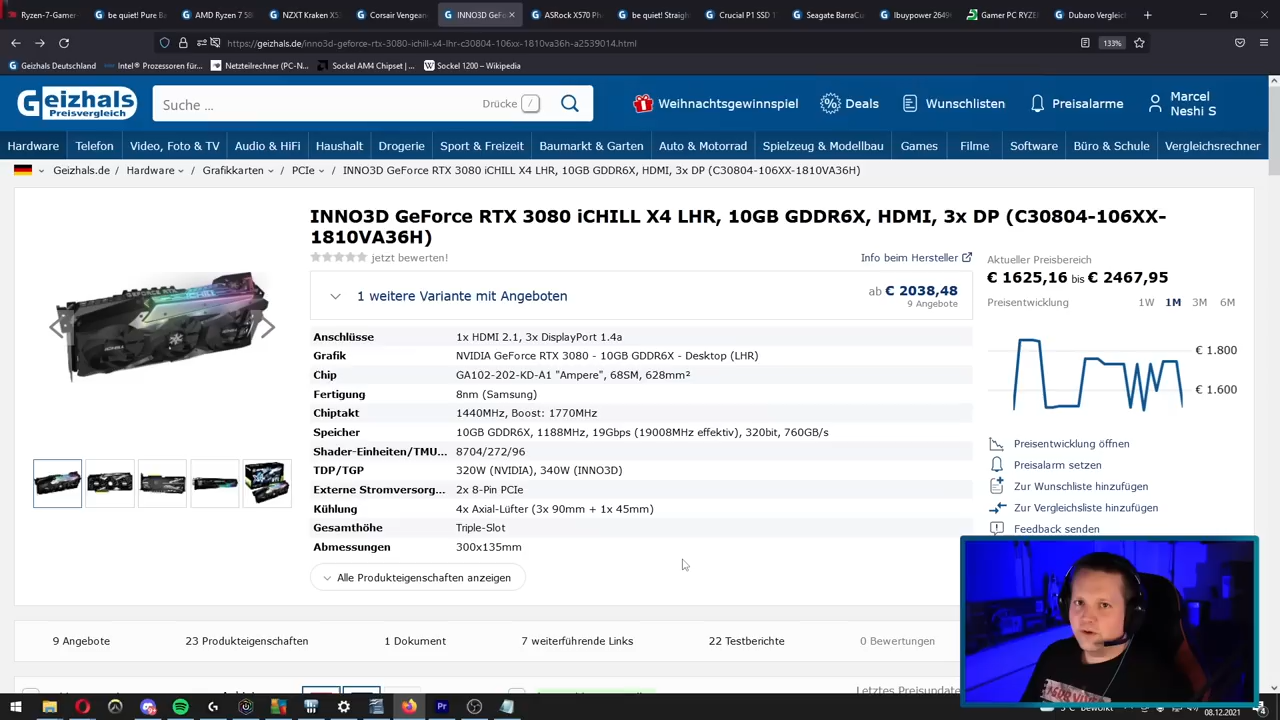 Ryzen-7-Gamer
be quiet! Pure Ba
AMD Ryzen 7 58
NZXT Kraken X5
Corsair Vengean
INNO3D GeFor
ASRock X570 Ph
be quiet! Straigh
Crucial P1 SSD 1
Seagate BarraCu
Ibuypower 264
Gamer PC RYZE
Dubaro Vergleic
https://geizhals.de/inno3d-geforce-rtx-3080-ichill-x4-lhr-c30804-106xx-1810va36h-a2539014.html
133%
Geizhals Deutschland
Intel® Prozessoren für...
Netzteilrechner (PC-N...
Sockel AM4 Chipset | ...
Sockel 1200 – Wikipedia
Geizhals
Preisvergleich
Suche ...
Drücke /
Weihnachtsgewinnspiel
Deals
Wunschlisten
Preisalarme
Marcel
Neshi S
Hardware
Telefon
Video, Foto & TV
Audio & HiFi
Haushalt
Drogerie
Sport & Freizeit
Baumarkt & Garten
Auto & Motorrad
Spielzeug & Modellbau
Games
Filme
Software
Büro & Schule
Vergleichsrechner
Geizhals.de / Hardware / Grafikkarten / PCIe / INNO3D GeForce RTX 3080 iCHILL X4 LHR, 10GB GDDR6X, HDMI, 3x DP (C30804-106XX-1810VA36H)
INNO3D GeForce RTX 3080 iCHILL X4 LHR, 10GB GDDR6X, HDMI, 3x DP (C30804-106XX-
1810VA36H)
jetzt bewerten!
Info beim Hersteller
1 weitere Variante mit Angeboten
ab € 2038,48
9 Angebote
Anschlüsse 1x HDMI 2.1, 3x DisplayPort 1.4a
Grafik NVIDIA GeForce RTX 3080 - 10GB GDDR6X - Desktop (LHR)
Chip GA102-202-KD-A1 "Ampere", 68SM, 628mm²
Fertigung 8nm (Samsung)
Chiptakt 1440MHz, Boost: 1770MHz
Speicher 10GB GDDR6X, 1188MHz, 19Gbps (19008MHz effektiv), 320bit, 760GB/s
Shader-Einheiten/TMU... 8704/272/96
TDP/TGP 320W (NVIDIA), 340W (INNO3D)
Externe Stromversorg... 2x 8-Pin PCIe
Kühlung 4x Axial-Lüfter (3x 90mm + 1x 45mm)
Gesamthöhe Triple-Slot
Abmessungen 300x135mm
Alle Produkteigenschaften anzeigen
Aktueller Preisbereich
€ 1625,16 bis € 2467,95
Preisentwicklung
1W 1M 3M 6M
€ 1.800
€ 1.600
Preisentwicklung öffnen
Preisalarm setzen
Zur Wunschliste hinzufügen
Zur Vergleichsliste hinzufügen
Feedback senden
9 Angebote
23 Produkteigenschaften
1 Dokument
7 weiterführende Links
22 Testberichte
0 Bewertungen
Letztes Preisupdate
08.12.2021